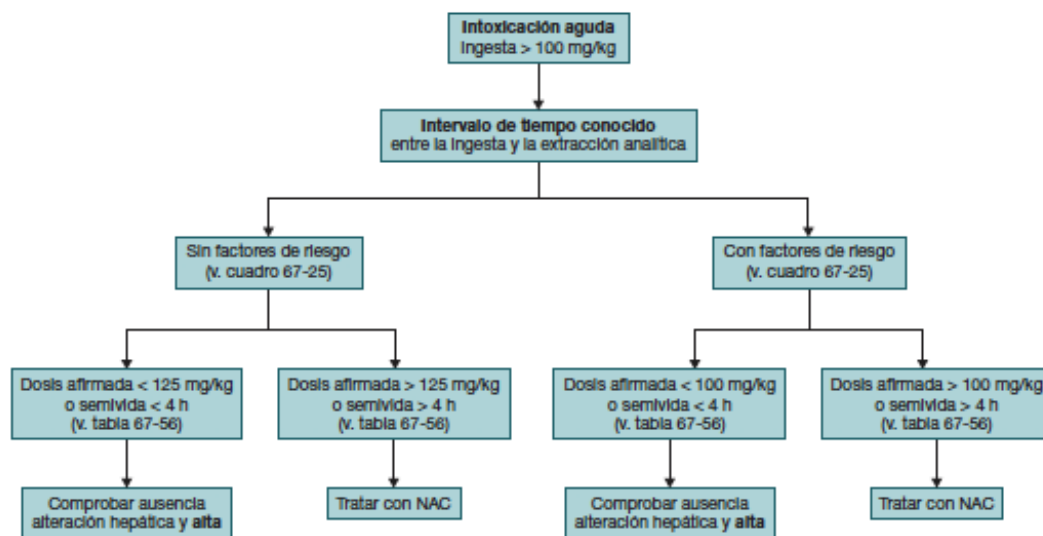 Intoxicación aguda
Ingesta > 100 mg/kg
Intervalo de tiempo conocido
entre la ingesta y la extracción analítica
Sin factores de riesgo
(v. cuadro 67-25)
Con factores de riesgo
(v. cuadro 67-25)
Dosis afirmada < 125 mg/kg
o semivida < 4 h
(v. tabla 67-56)
Dosis afirmada > 125 mg/kg
o semivida > 4 h
(v. tabla 67-56)
Dosis afirmada < 100 mg/kg
o semivida < 4 h
(v. tabla 67-56)
Dosis afirmada > 100 mg/kg
o semivida > 4 h
(v. tabla 67-56)
Comprobar ausencia
alteración hepática y alta
Tratar con NAC
Comprobar ausencia
alteración hepática y alta
Tratar con NAC